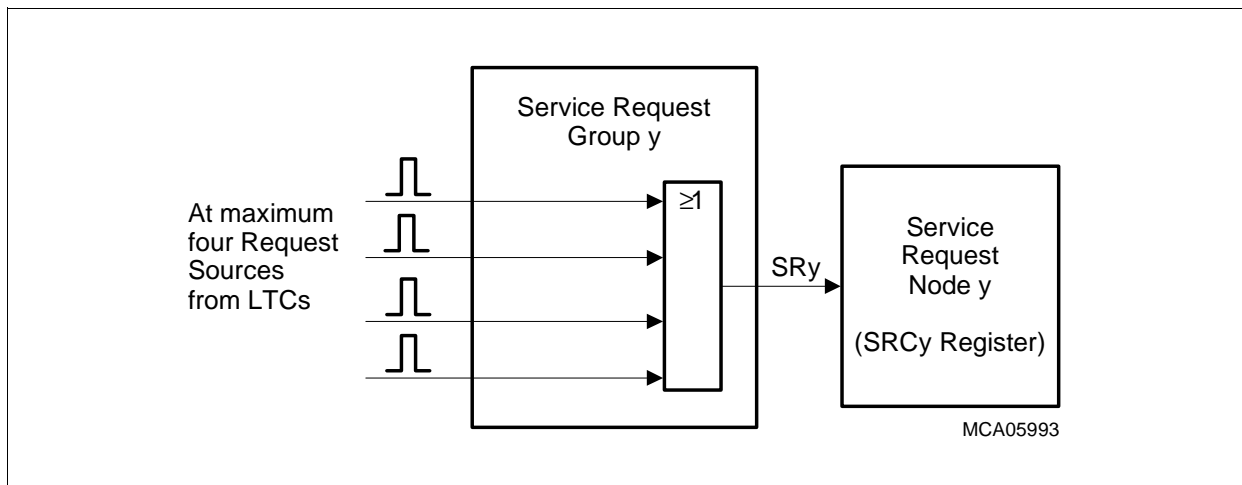 Service Request
Group y
At maximum
four Request
Sources
from LTCs
≥1
SRy
Service
Request
Node y
(SRCy Register)
MCA05993